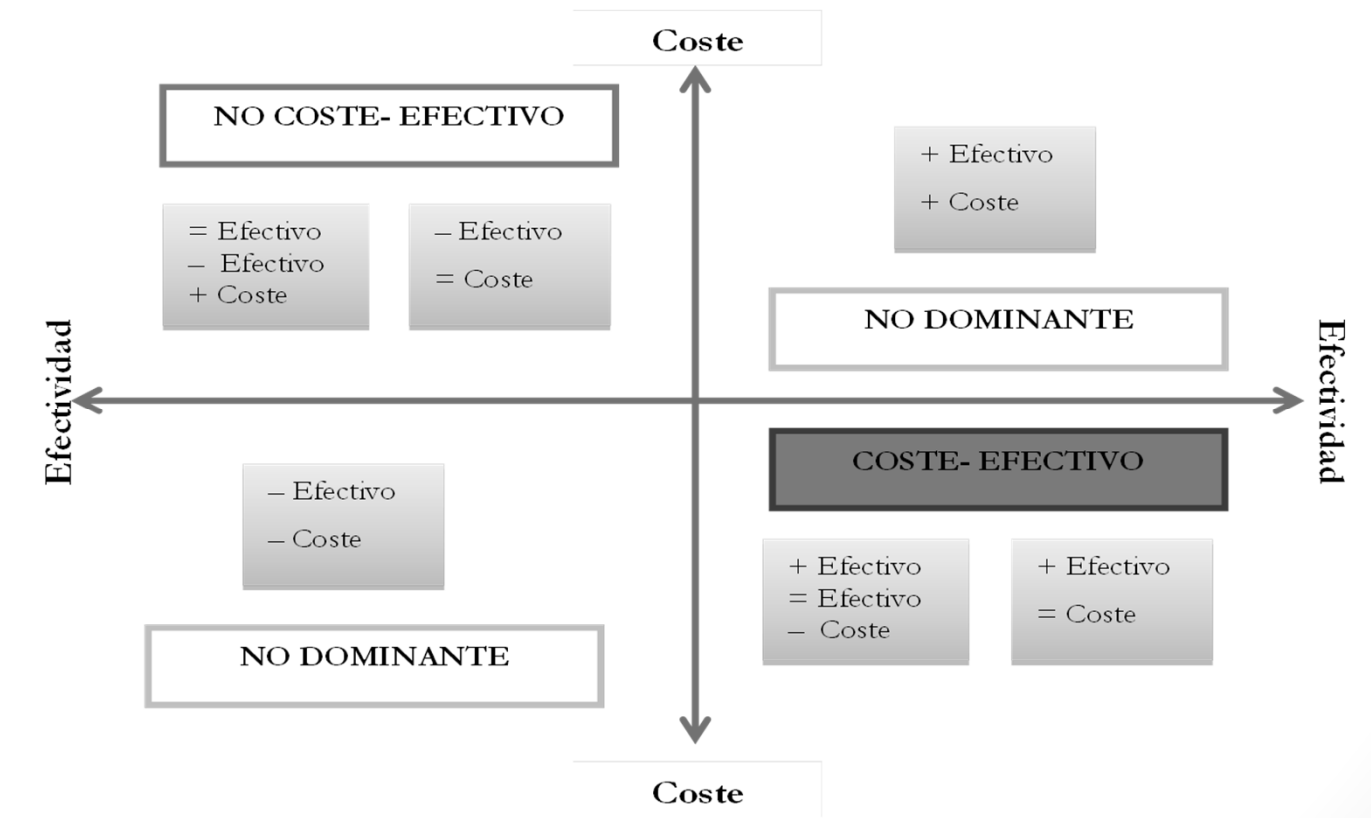 Coste
NO COSTE- EFECTIVO
= Efectivo
– Efectivo
+ Coste
– Efectivo
= Coste
+ Efectivo
+ Coste
NO DOMINANTE
Efectividad
Efectividad
– Efectivo
– Coste
NO DOMINANTE
COSTE- EFECTIVO
+ Efectivo
= Efectivo
– Coste
+ Efectivo
= Coste
Coste